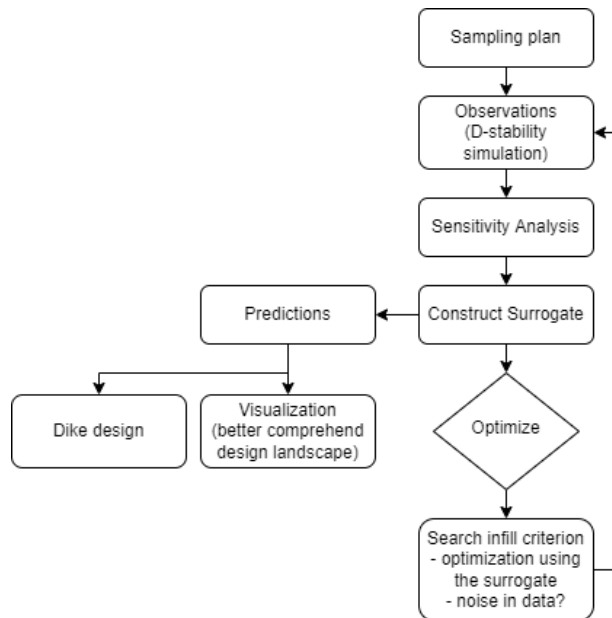 Sampling plan
Observations
(D-stability
simulation)
Sensitivity Analysis
Predictions
Construct Surrogate
Dike design
Visualization
(better comprehend
design landscape)
Optimize
Search infill criterion
- optimization using
the surrogate
- noise in data?